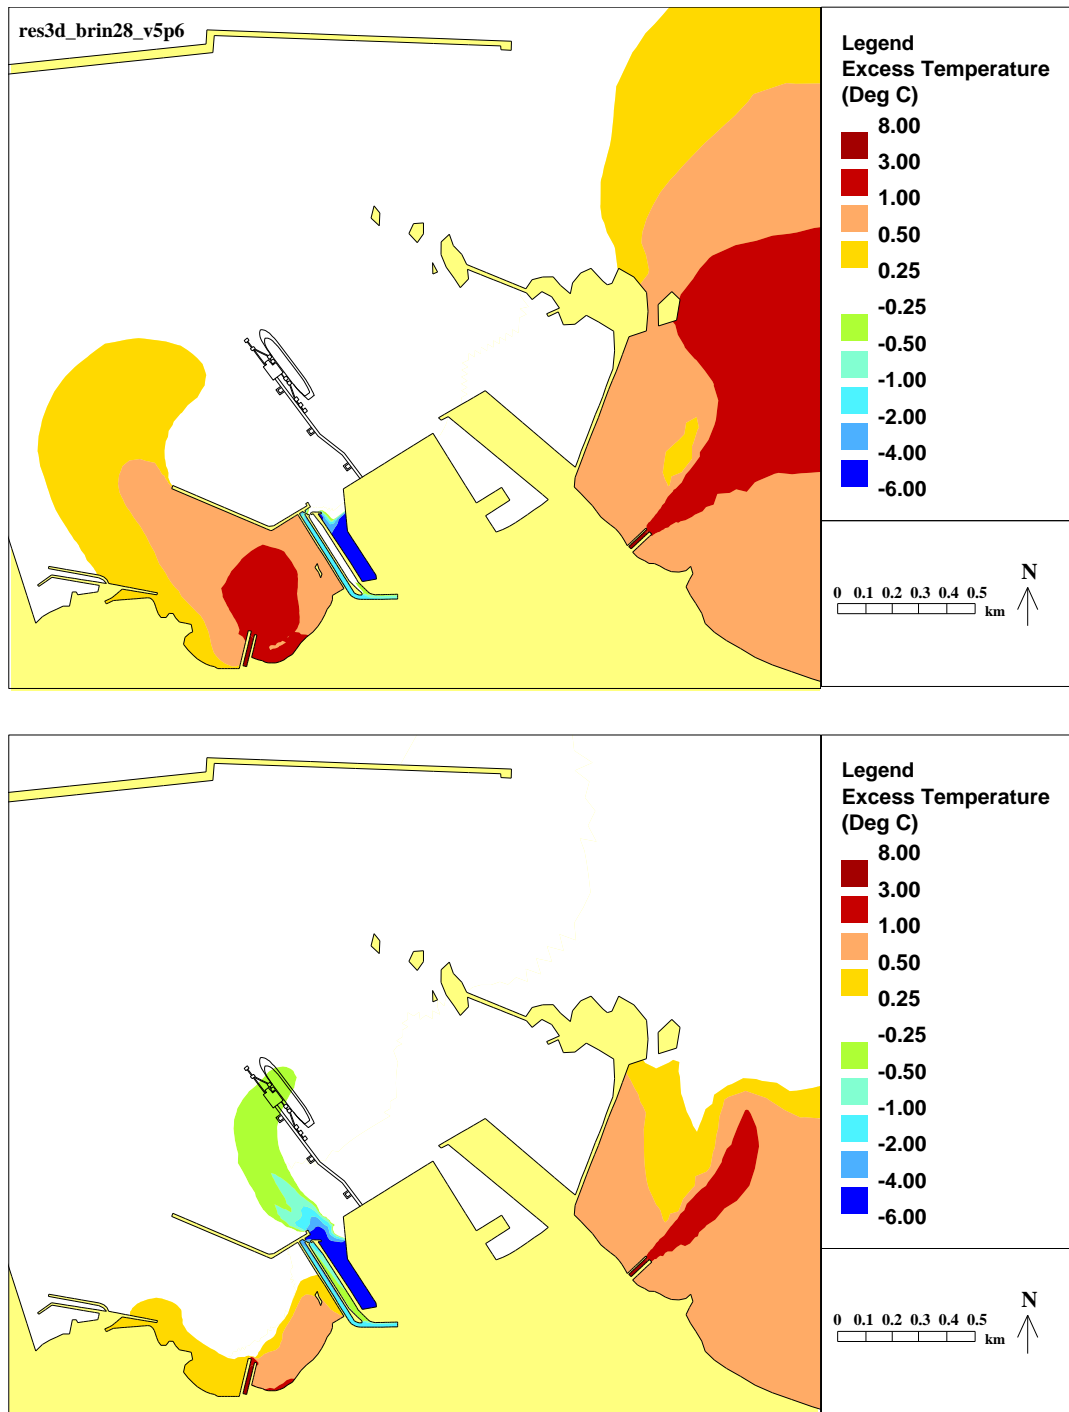 res3d_brin28_v5p6
Legend
Excess Temperature
(Deg C)
8.00
3.00
1.00
0.50
0.25
-0.25
-0.50
-1.00
-2.00
-4.00
-6.00
N
0 0.1 0.2 0.3 0.4 0.5
km
Legend
Excess Temperature
(Deg C)
8.00
3.00
1.00
0.50
0.25
-0.25
-0.50
-1.00
-2.00
-4.00
-6.00
N
0 0.1 0.2 0.3 0.4 0.5
km